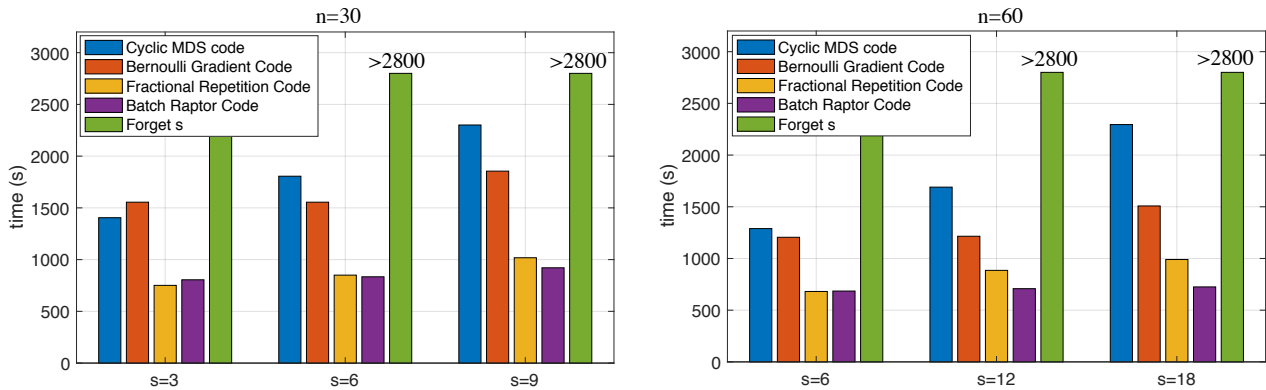 n=30
3000
2500
2000
1500
1000
500
0
time (s)
Cyclic MDS code
Bernoulli Gradient Code
Fractional Repetition Code
Batch Raptor Code
Forget s
>2800
>2800
s=3
s=6
s=9
n=60
3000
2500
2000
1500
1000
500
0
time (s)
Cyclic MDS code
Bernoulli Gradient Code
Fractional Repetition Code
Batch Raptor Code
Forget s
>2800
>2800
s=6
s=12
s=18